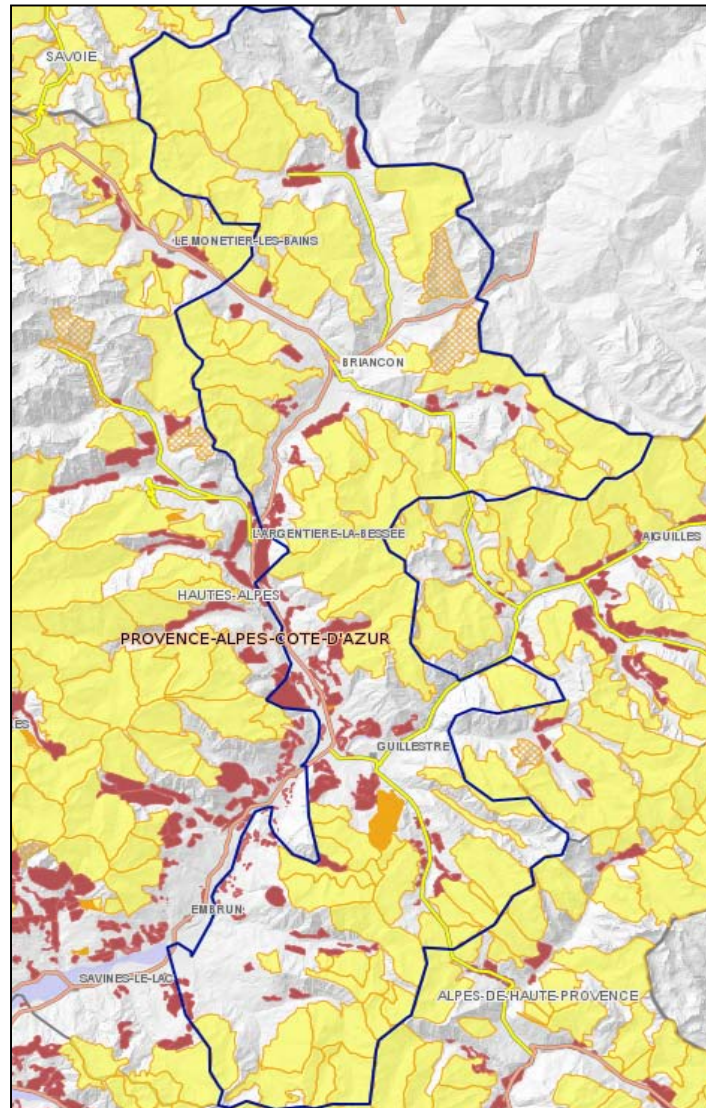 SAVOIE
LE MONETIER-LES-BAINS
BRIANCON
L'ARGENTIERE-LA-BESSEE
AIGUILLES
HAUTES-ALPES
PROVENCE-ALPES-COTE-D'AZUR
ES
GUILLESTRE
EMBRUN
SAVINES-LE-LAC
ALPES-DE-HAUTE-PROVENCE